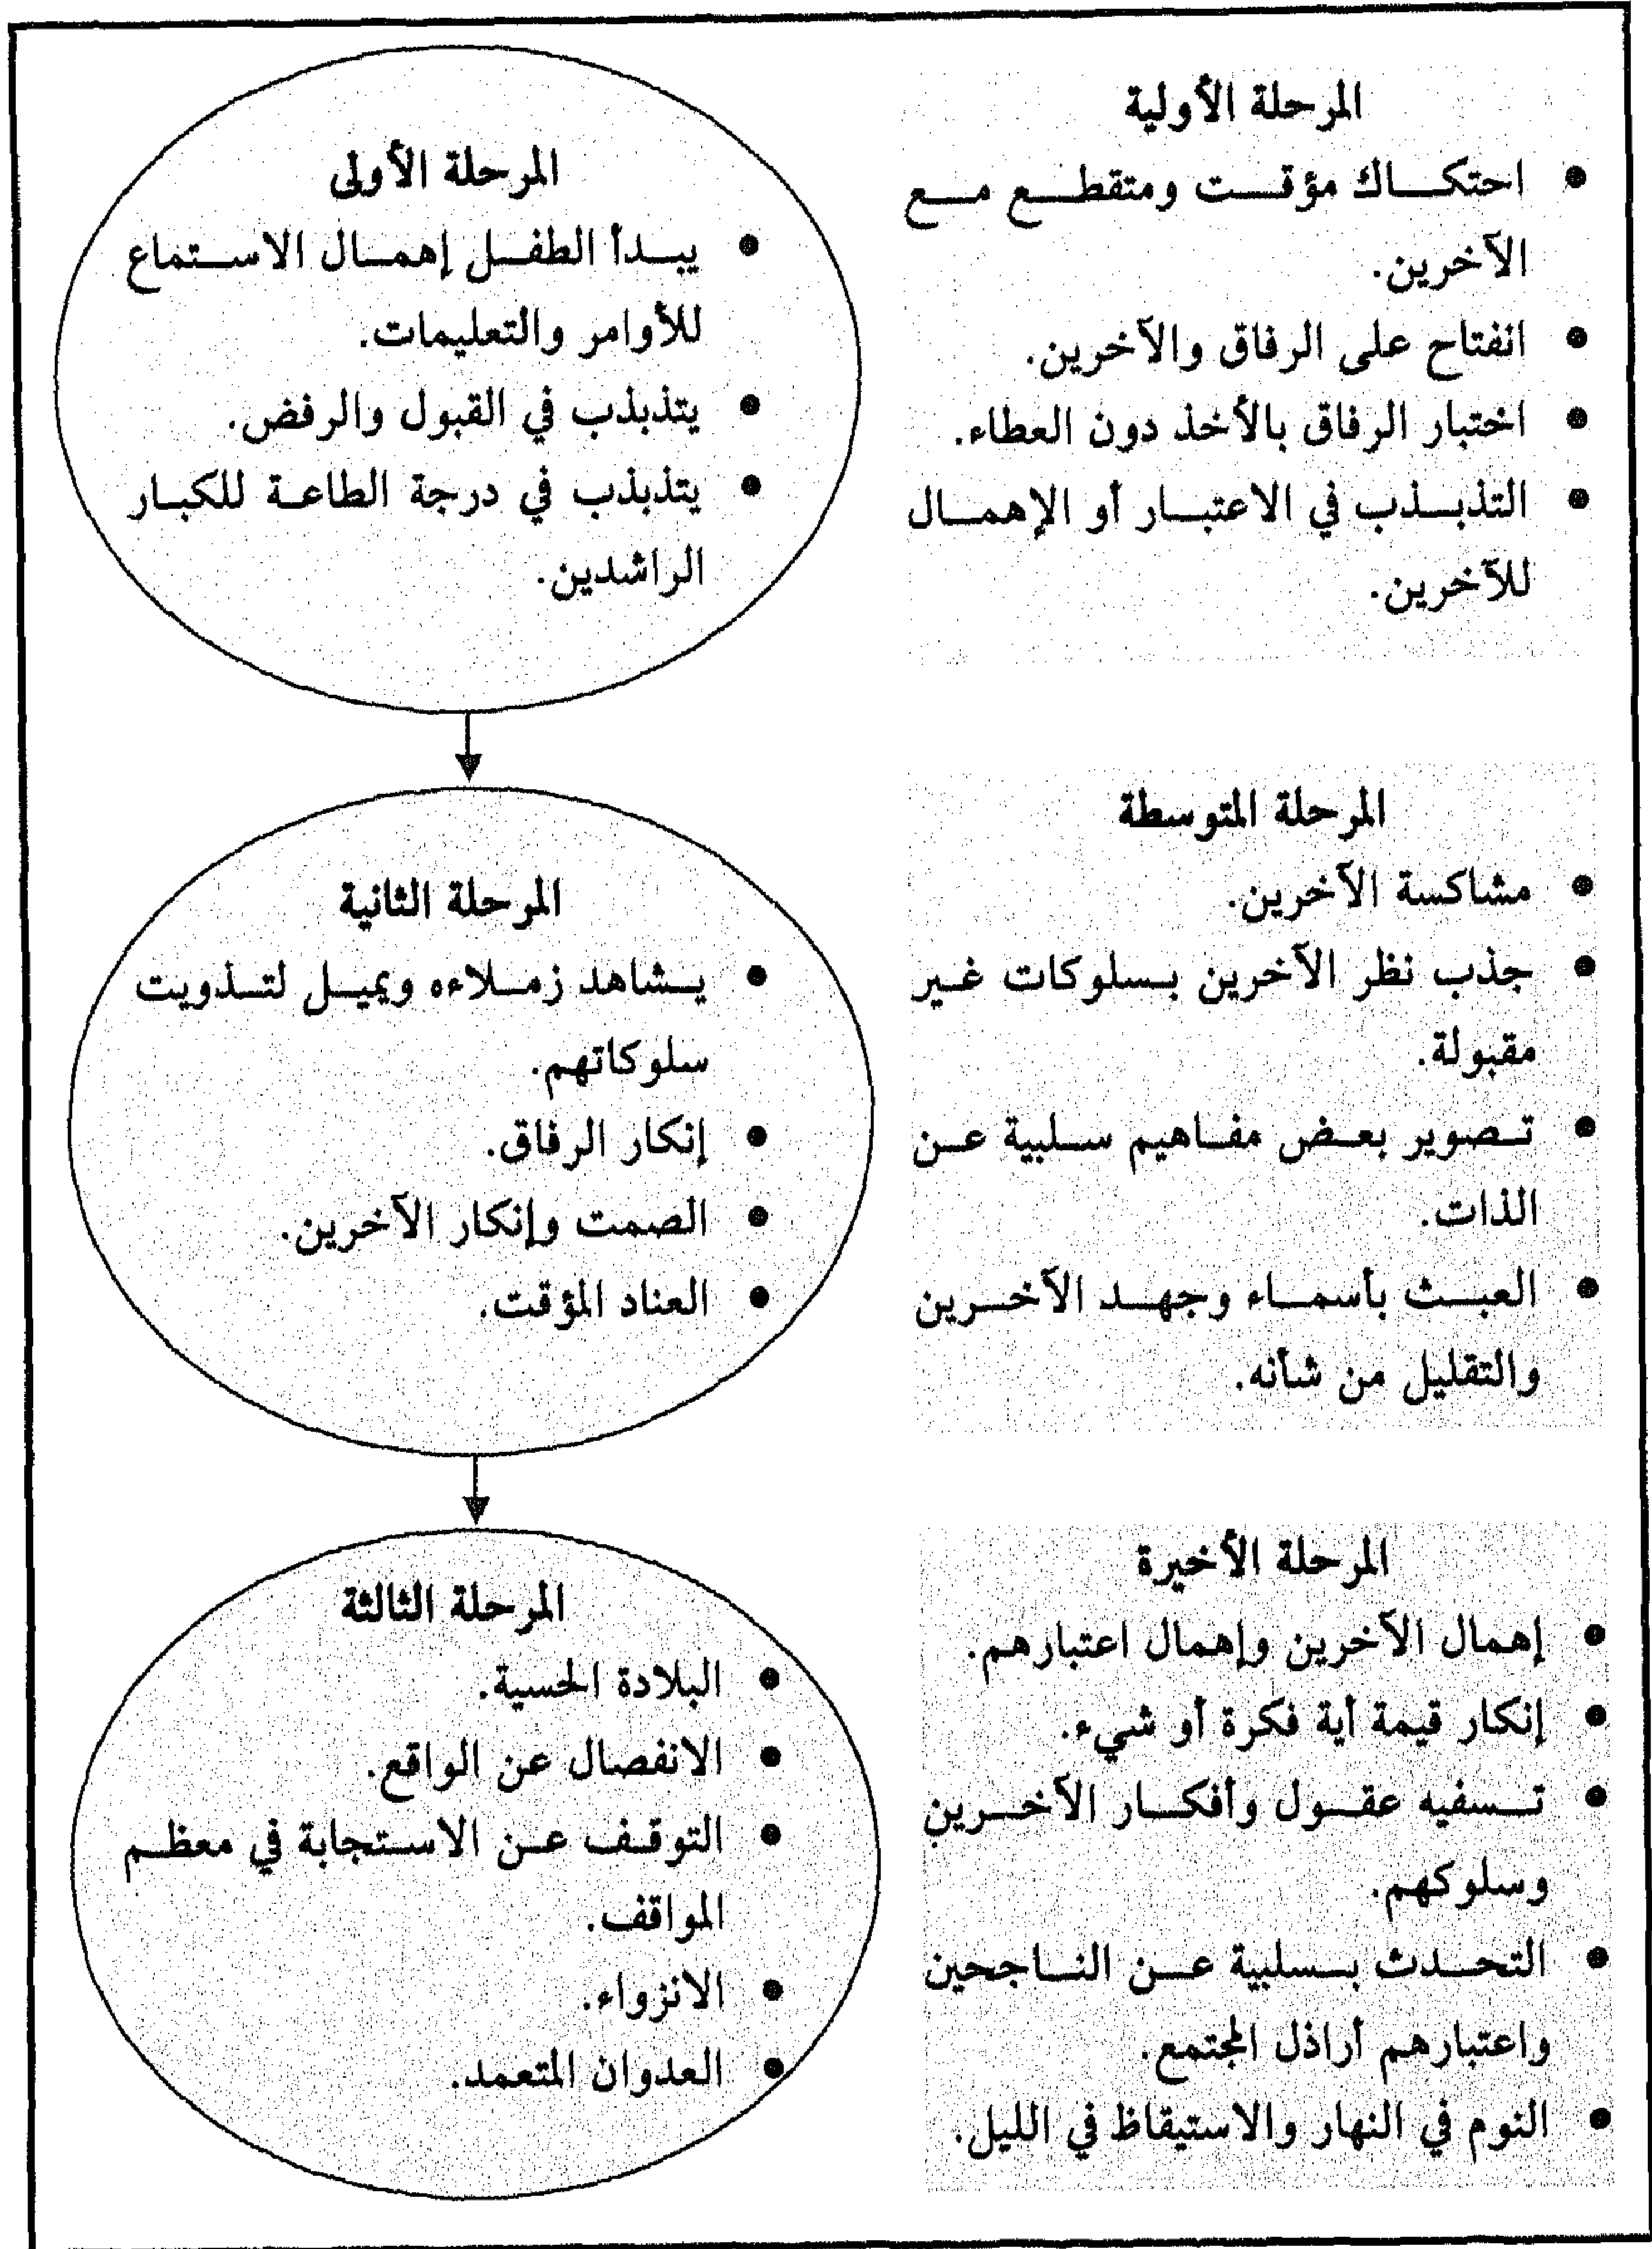 المرحلة الأولية
• احتكاك مؤقت ومتقطع مع
الآخرين.
• انفتاح على الرفاق والآخرين.
• اختبار الرفاق بالأخذ دون العطاء.
• التذبذب في الاعتبار أو الإهمال
للآخرين.
المرحلة الأولى
• يبدأ الطفل إهمال الاستماع
للأوامر والتعليمات.
• يتذبذب في القبول والرفض.
• يتذبذب في درجة الطاعة للكبار
الراشدين.
المرحلة المتوسطة
• مشاكسة الآخرين.
• جذب نظر الآخرين بسلوكات غير
مقبولة.
• تصوير بعض مفاهيم سلبية عن
الذات.
• العبث بأسماء وجهد الآخرين
والتقليل من شأنه.
المرحلة الثانية
• يشاهد زملاءه ويميل لتذويت
سلوكاتهم.
• إنكار الرفاق.
• الصمت وإنكار الآخرين.
• العناد المؤقت.
المرحلة الأخيرة
• إهمال الآخرين وإهمال اعتبارهم.
• إنكار قيمة أية فكرة أو شيء.
• تسفيه عقول وأفكار الآخرين
وسلوكهم.
• التحدث بسلبية عن الناجحين
واعتبارهم أراذل المجتمع.
• النوم في النهار والاستيقاظ في الليل.
المرحلة الثالثة
• البلادة الحسية.
• الانفصال عن الواقع.
• التوقف عن الاستجابة في معظم
المواقف.
• الانزواء.
• العدوان المتعمد.